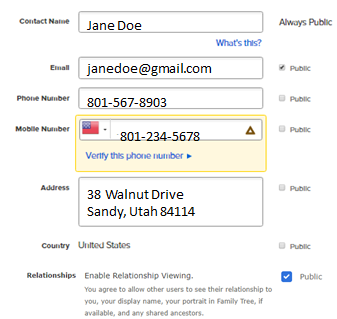 Contact Name Jane Doe Always Public
What's this?
Email janedoe@gmail.com Public
Phone Number 801-567-8903 Public
Mobile Number 801-234-5678 Public
Verify this phone number ►
Address 38 Walnut Drive Public
Sandy, Utah 84114
Country United States Public
Relationships Enable Relationship Viewing. Public
You agree to allow other users to see their relationship to
you, your display name, your portrait in Family Tree, if
available, and any shared ancestors.